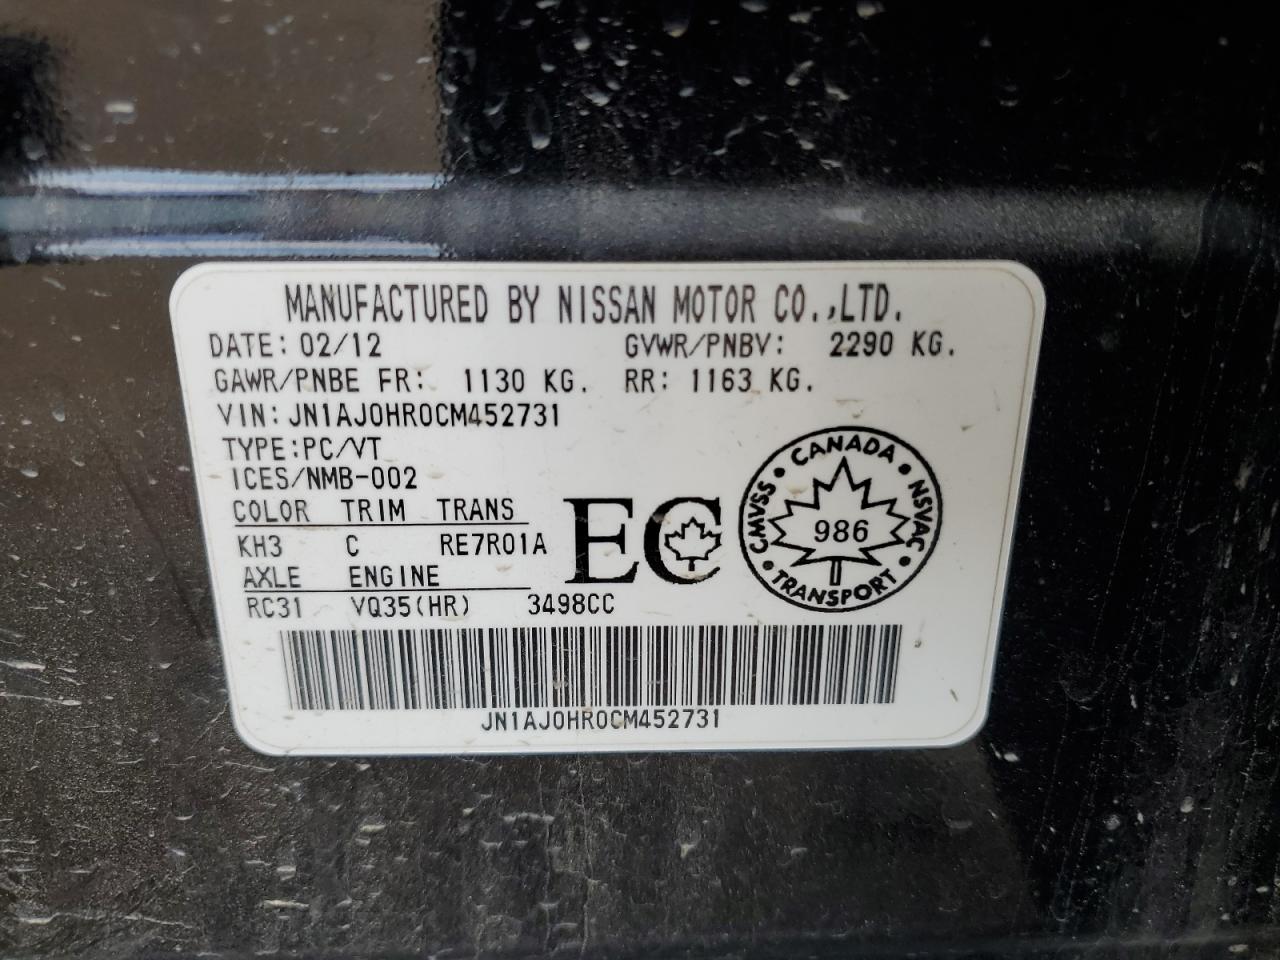 MANUFACTURED BY NISSAN MOTOR CO.,LTD.
DATE: 02/12 GVWR/PNBV: 2290 KG.
GAWR/PNBE FR: 1130 KG. RR: 1163 KG.
VIN: JN1AJ0HR0CM452731
TYPE:PC/VT
ICES/NMB-002
COLOR TRIM TRANS
KH3 C RE7R01A
AXLE ENGINE
RC31 VQ35(HR) 3498CC
EC
CANADA
CMVSS
NSVAC
986
TRANSPORT
JN1AJ0HR0CM452731